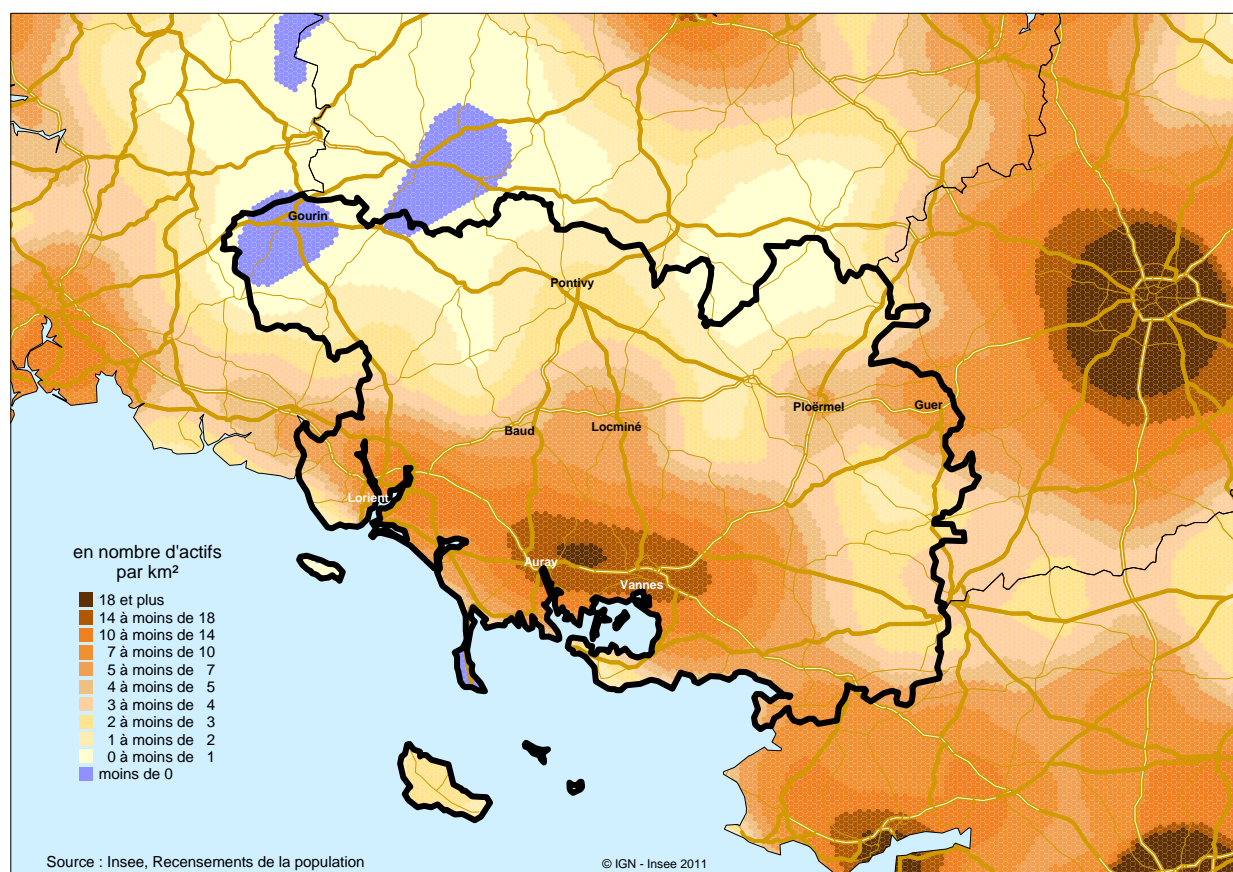 Gourin
Pontivy
Ploërmel
Guer
Baud
Locminé
Lorient
Auray
Vannes
en nombre d'actifs
par km²
18 et plus
14 à moins de 18
10 à moins de 14
7 à moins de 10
5 à moins de 7
4 à moins de 5
3 à moins de 4
2 à moins de 3
1 à moins de 2
0 à moins de 1
moins de 0
Source : Insee, Recensements de la population
© IGN - Insee 2011